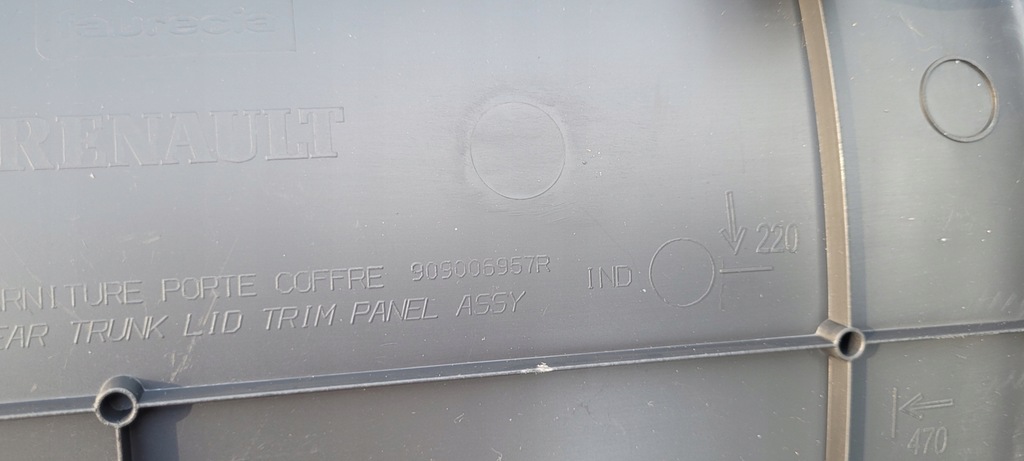 faurecia
RENAULT
RNITURE PORTE COFFRE 909006957R
EAR TRUNK LID TRIM PANEL ASSY
IND
220
470